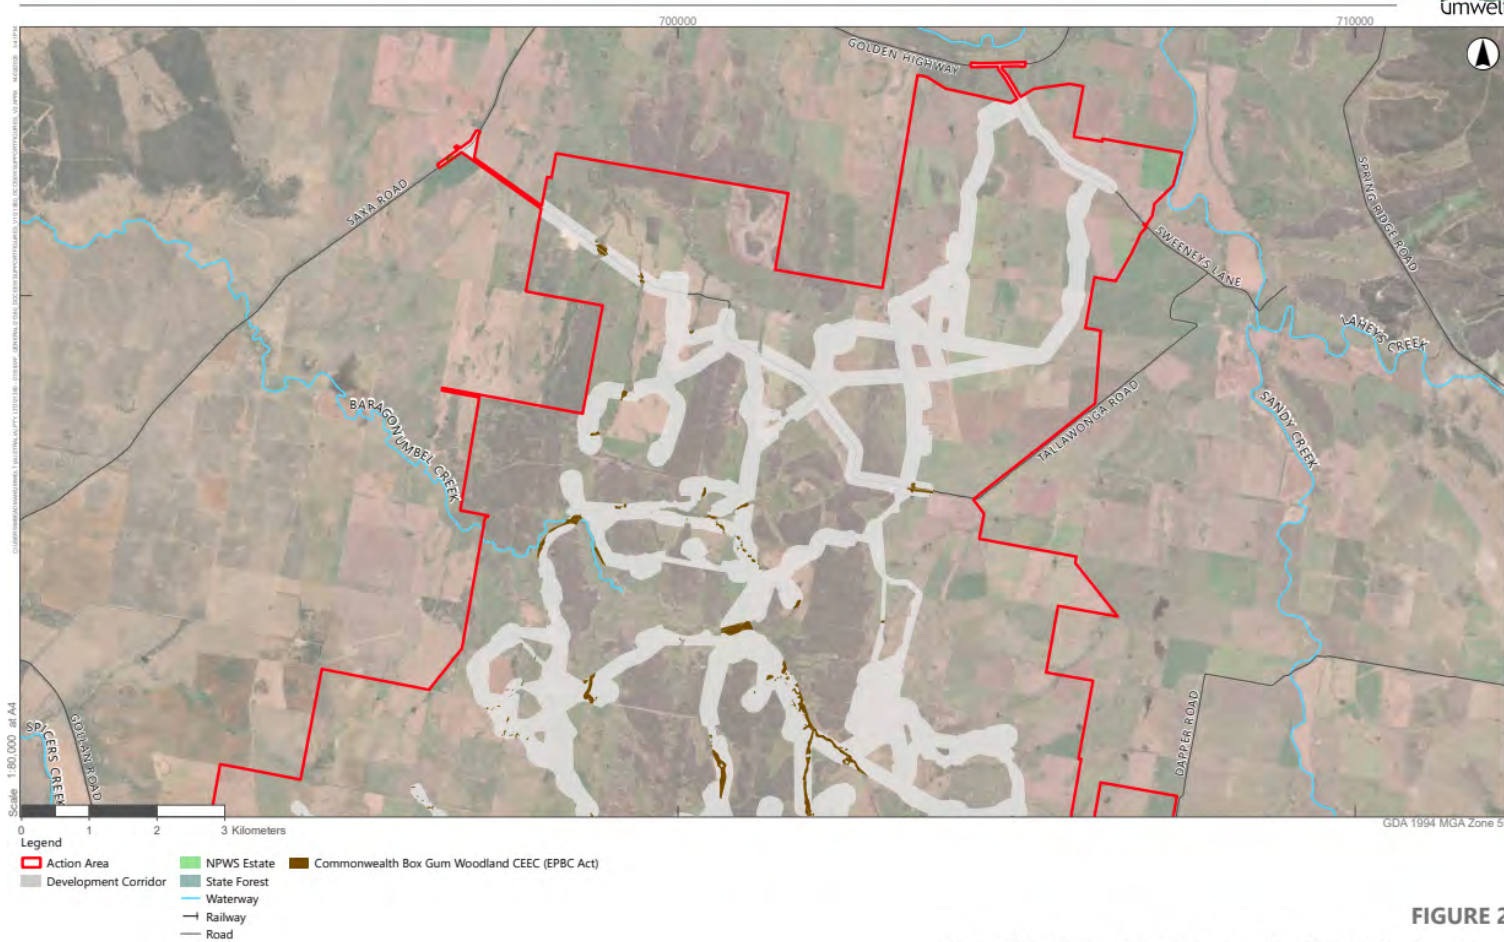 umwel
700000
710000
GOLDEN HIGHWAY
SAXA ROAD
SPRING RIDGE ROAD
SWEENEYS LANE
LAHEYS CREEK
BARAGONUMBEL CREEK
TALLAWONGA ROAD
SANDY CREEK
DAPPER ROAD
SPICERS CREEK
GOLLAN ROAD
Scale 1:80,000 at A4
0 1 2 3 Kilometers
GDA 1994 MGA Zone 5
Legend
Action Area
Development Corridor
NPWS Estate
State Forest
Waterway
Railway
Road
Commonwealth Box Gum Woodland CEEC (EPBC Act)
FIGURE 2